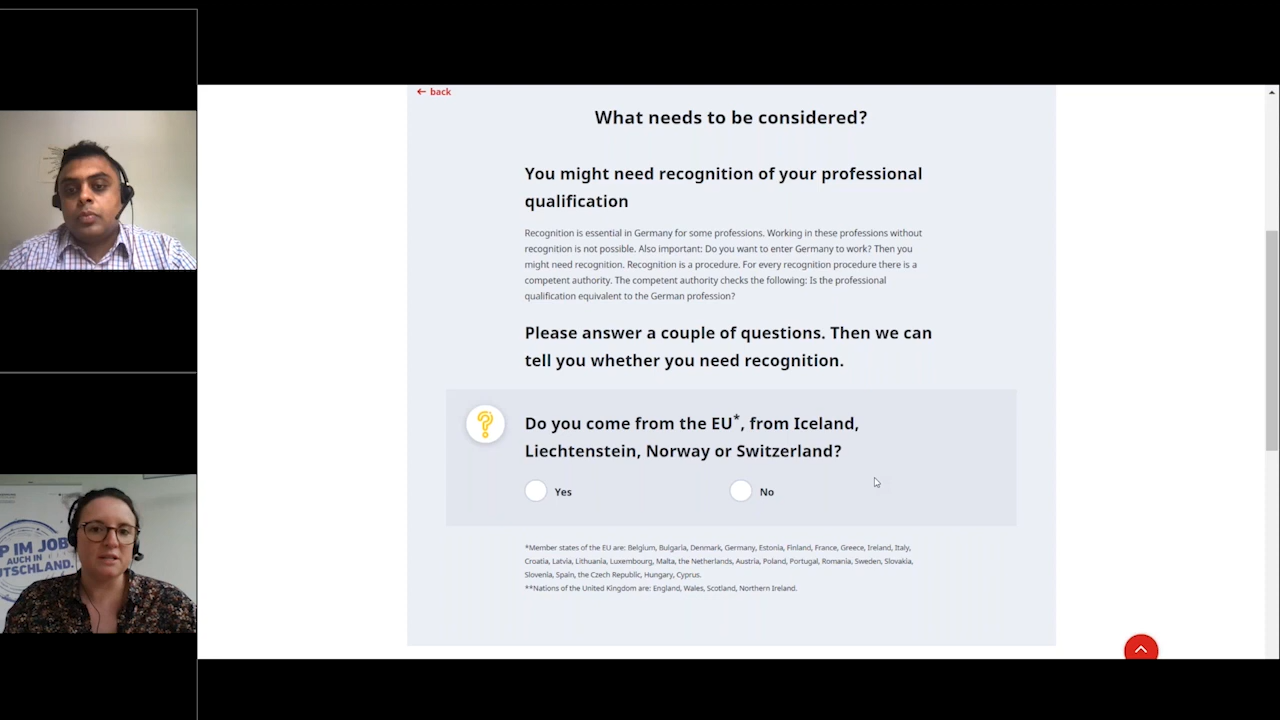 ← back
What needs to be considered?
You might need recognition of your professional
qualification
Recognition is essential in Germany for some professions. Working in these professions without
recognition is not possible. Also important: Do you want to enter Germany to work? Then you
might need recognition. Recognition is a procedure. For every recognition procedure there is a
competent authority. The competent authority checks the following: Is the professional
qualification equivalent to the German profession?
Please answer a couple of questions. Then we can
tell you whether you need recognition.
Do you come from the EU*, from Iceland,
Liechtenstein, Norway or Switzerland?
Yes No
*Member states of the EU are: Belgium, Bulgaria, Denmark, Germany, Estonia, Finland, France, Greece, Ireland, Italy,
Croatia, Latvia, Lithuania, Luxembourg, Malta, the Netherlands, Austria, Poland, Portugal, Romania, Sweden, Slovakia,
Slovenia, Spain, the Czech Republic, Hungary, Cyprus.
**Nations of the United Kingdom are: England, Wales, Scotland, Northern Ireland.
P IM JOB
AUCH IN
UTSCHLAND.